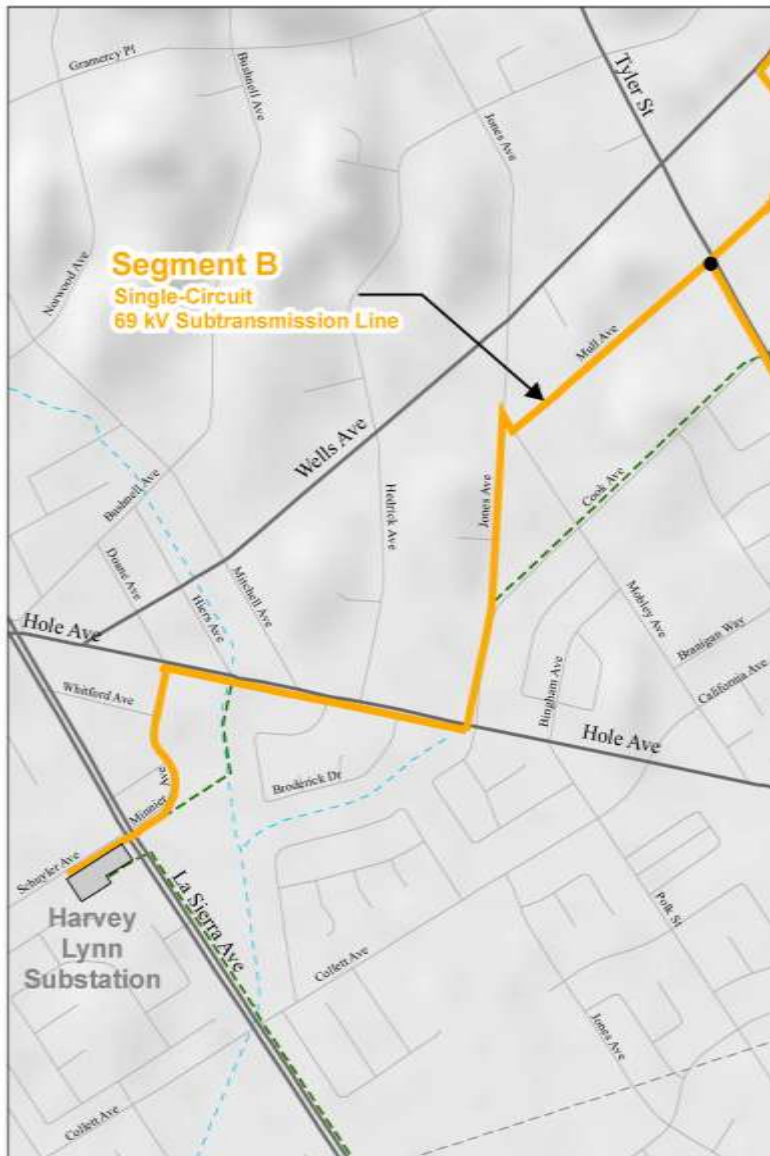 Gramercy Pl
Bushnell Ave
Tyler St
Jones Ave
Norwood Ave
Segment B
Single-Circuit
69 kV Subtransmission Line
Mull Ave
Wells Ave
Cook Ave
Bushnell Ave
Hedrick Ave
Jones Ave
Duane Ave
Hiers Ave
Mitchell Ave
Mobley Ave
Branigan Way
Hole Ave
Whitford Ave
Bingham Ave
California Ave
Hole Ave
Broderick Dr
Minnier Ave
Schuyler Ave
La Sierra Ave
Harvey
Lynn
Substation
Polk St
Collett Ave
Jones Ave
Collett Ave